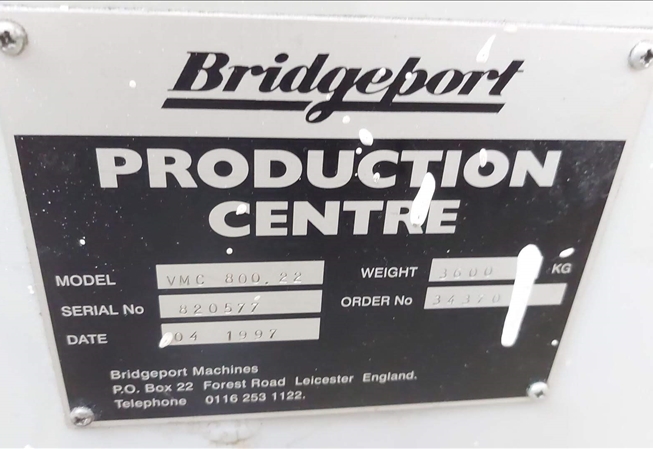 Bridgeport
PRODUCTION
CENTRE
MODEL VMC 800.22 WEIGHT 3600 KG
SERIAL No 820577 ORDER No
DATE 04 1997
Bridgeport Machines
P.O. Box 22 Forest Road Leicester England.
Telephone 0116 253 1122.